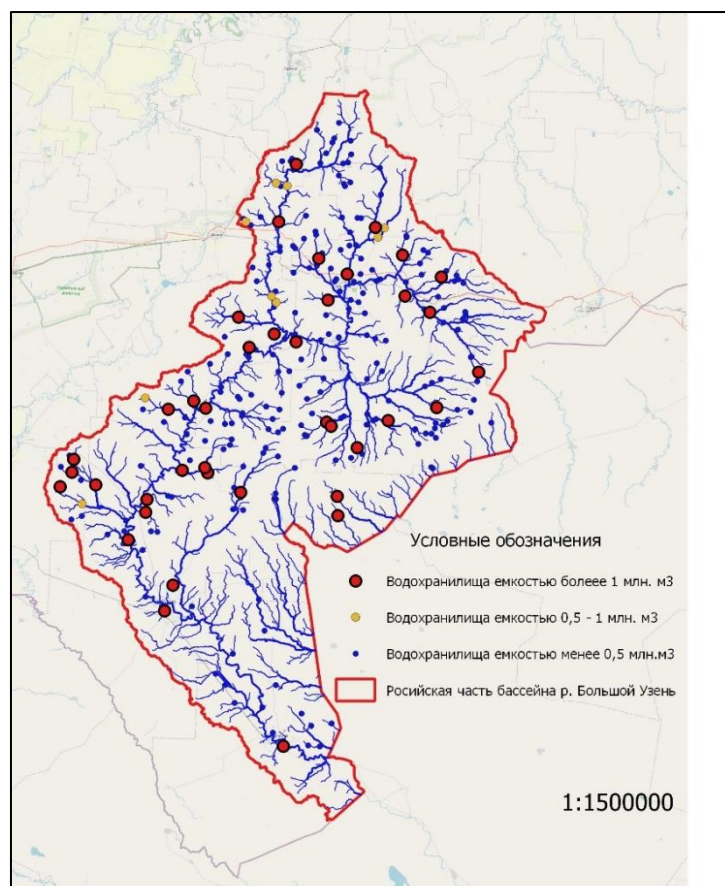 Условные обозначения
Водохранилища емкостью болеее 1 млн. м3
Водохранилища емкостью 0,5 - 1 млн. м3
Водохранилища емкостью менее 0,5 млн.м3
Росийская часть бассейна р. Большой Узень
1:1500000